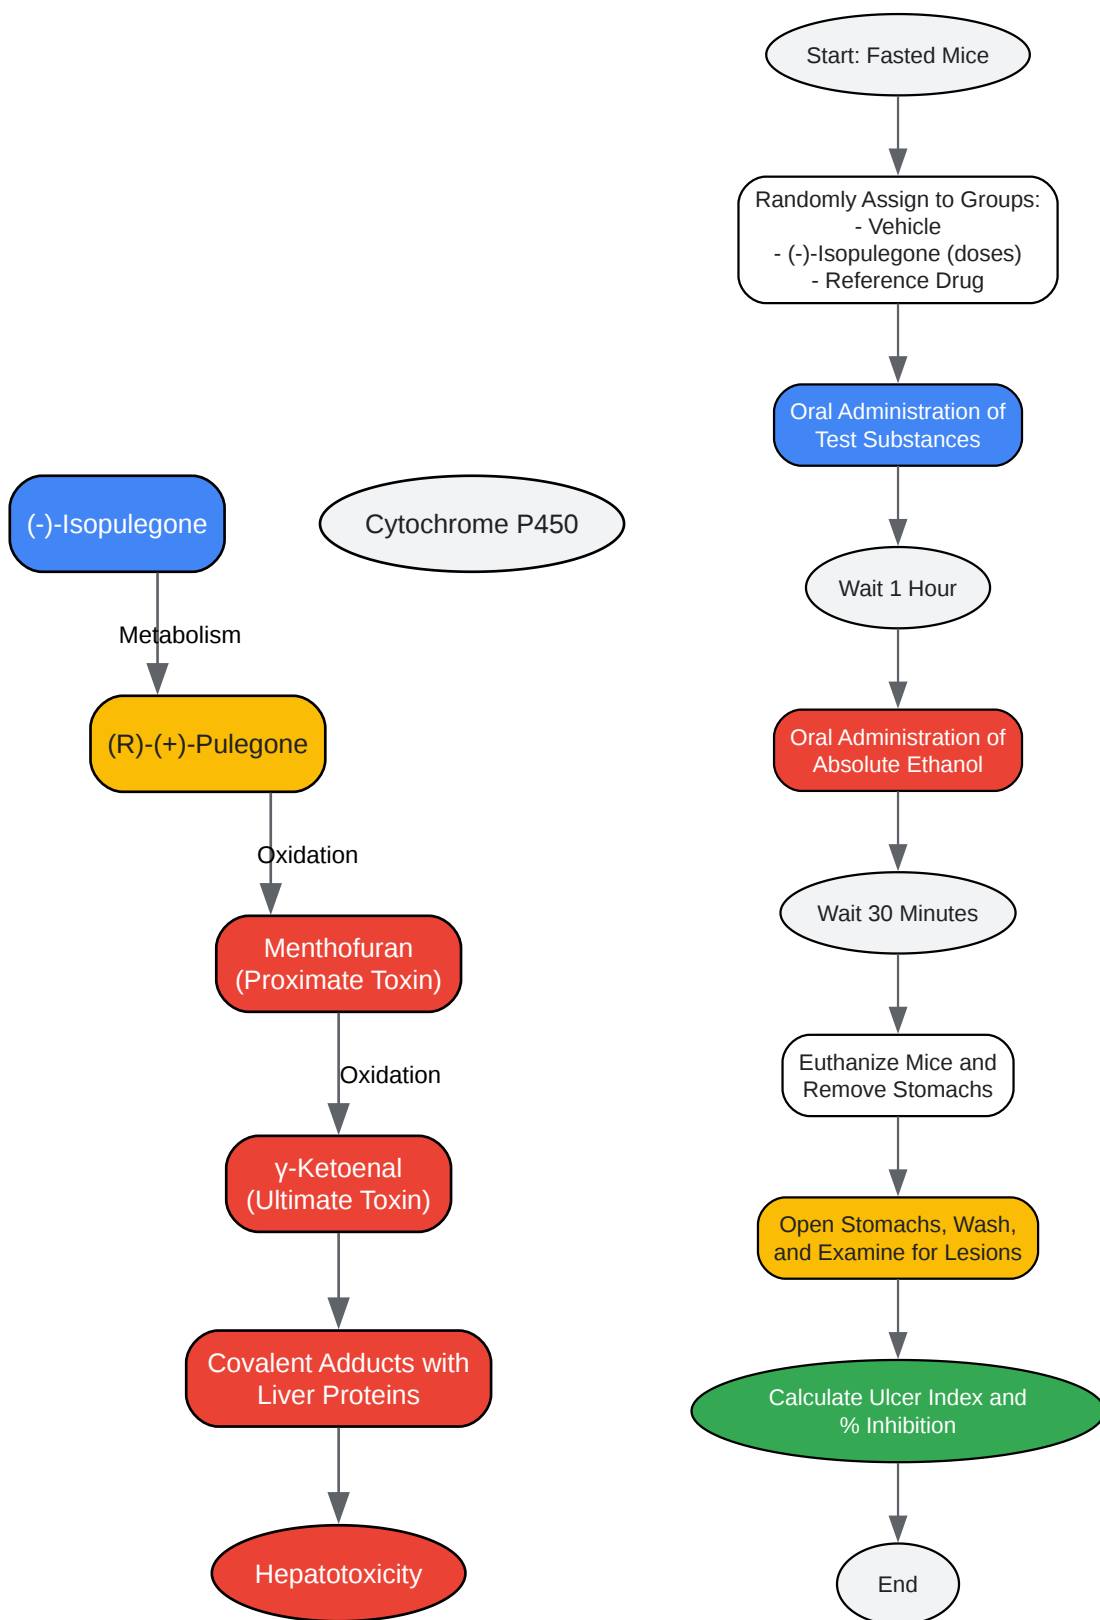 (-)-Isopulegone
Cytochrome P450
Metabolism
(R)-(+)-Pulegone
Oxidation
Menthofuran
(Proximate Toxin)
Oxidation
γ-Ketoenal
(Ultimate Toxin)
Covalent Adducts with
Liver Proteins
Hepatotoxicity
Start: Fasted Mice
Randomly Assign to Groups:
- Vehicle
- (-)-Isopulegone (doses)
- Reference Drug
Oral Administration of
Test Substances
Wait 1 Hour
Oral Administration of
Absolute Ethanol
Wait 30 Minutes
Euthanize Mice and
Remove Stomachs
Open Stomachs, Wash,
and Examine for Lesions
Calculate Ulcer Index and
% Inhibition
End